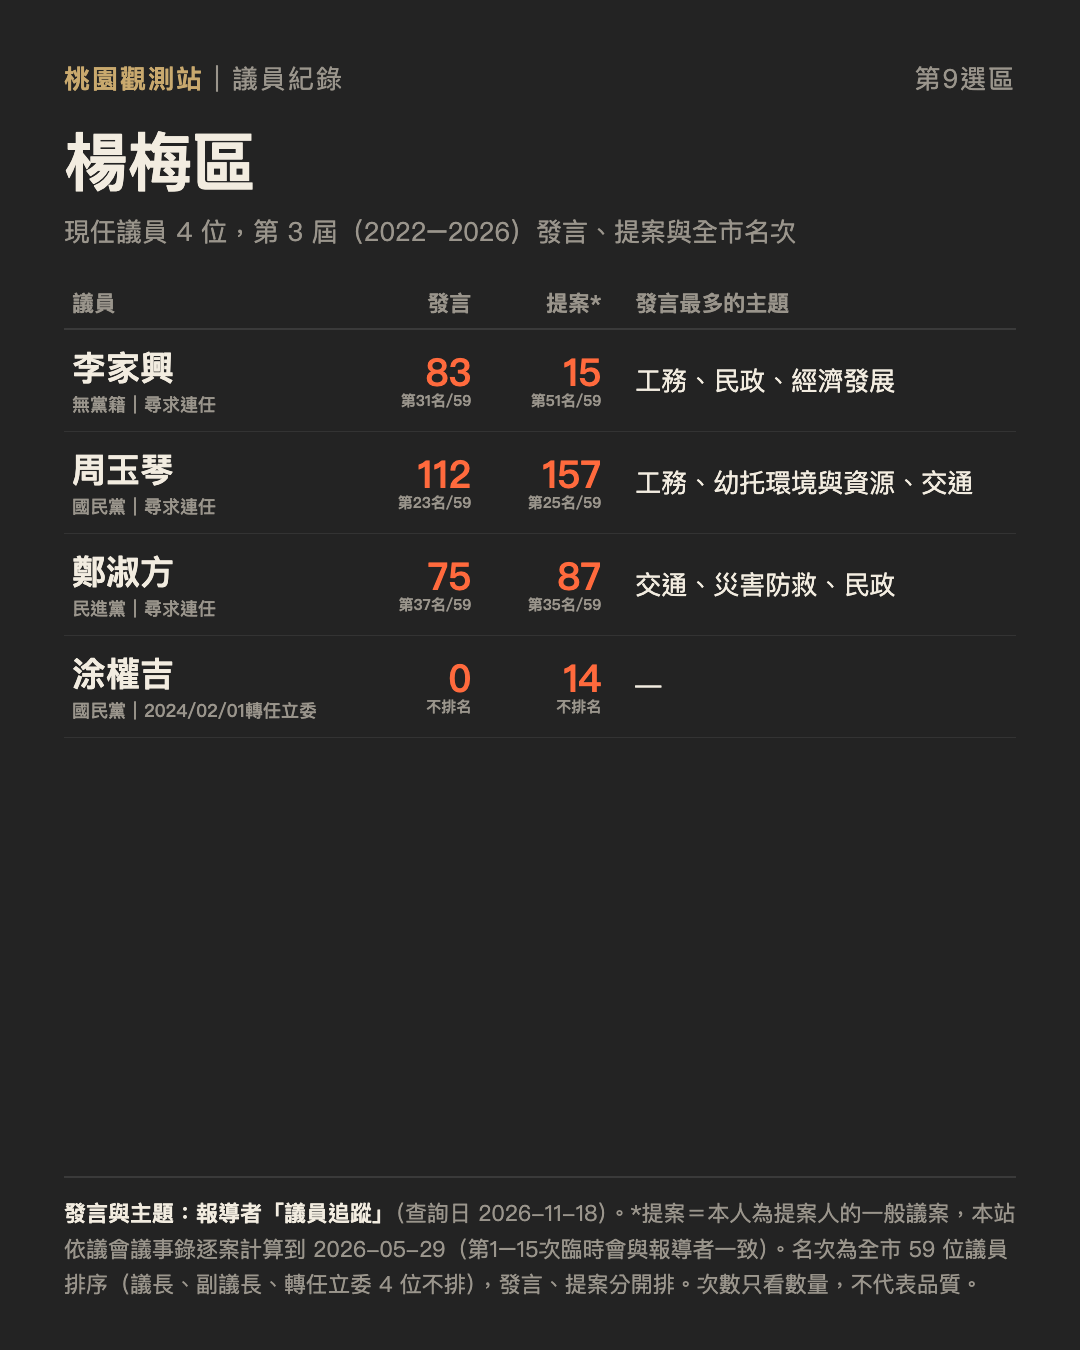 桃園觀測站｜議員紀錄
第9選區
楊梅區
現任議員 4 位，第 3 屆（2022—2026）發言、提案與全市名次
議員 發言 提案* 發言最多的主題
李家興 83 15 工務、民政、經濟發展
無黨籍｜尋求連任 第31名/59 第51名/59
周玉琴 112 157 工務、幼托環境與資源、交通
國民黨｜尋求連任 第23名/59 第25名/59
鄭淑方 75 87 交通、災害防救、民政
民進黨｜尋求連任 第37名/59 第35名/59
涂權吉 0 14 —
國民黨｜2024/02/01轉任立委 不排名 不排名
發言與主題：報導者「議員追蹤」（查詢日 2026-11-18）。*提案＝本人為提案人的一般議案，本站
依議會議事錄逐案計算到 2026-05-29（第1—15次臨時會與報導者一致）。名次為全市 59 位議員
排序（議長、副議長、轉任立委 4 位不排），發言、提案分開排。次數只看數量，不代表品質。